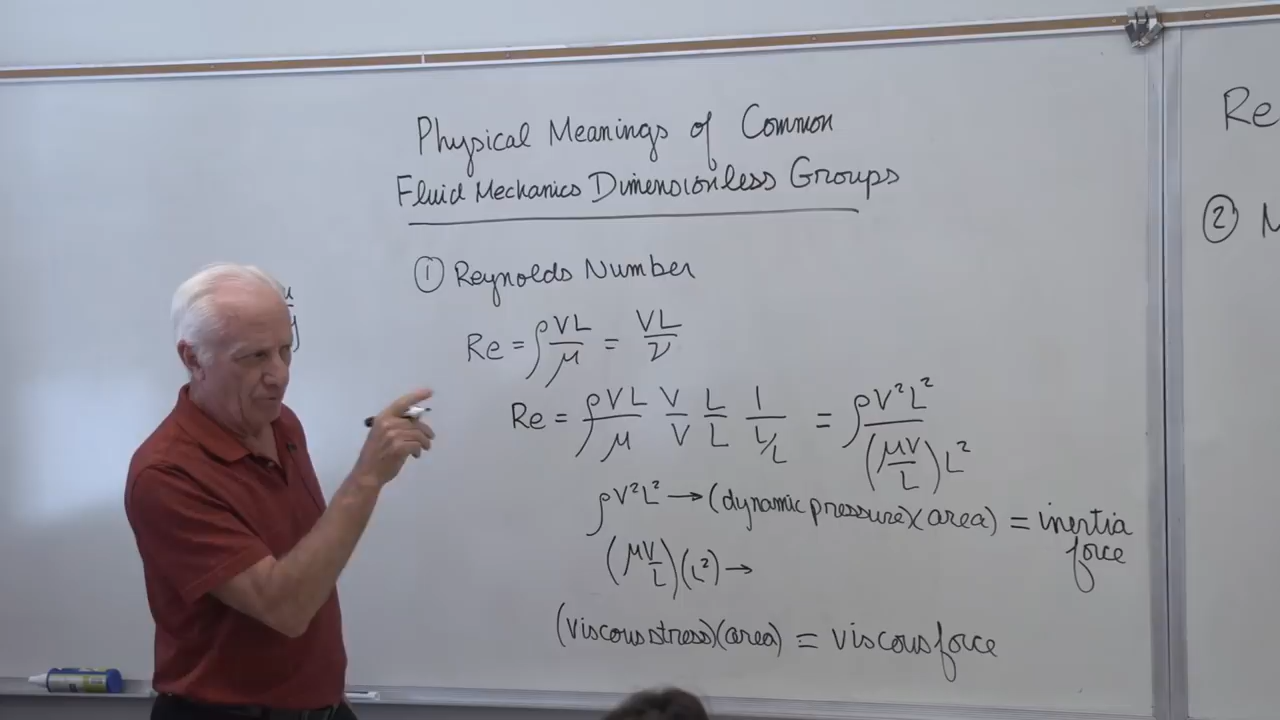 Physical Meanings of Common
Fluid Mechanics Dimensionless Groups
① Reynolds Number
Re = ρVL/μ = VL/ν
Re = ρVL/μ V/V L/L 1/(L/L) = ρV²L²/((μV/L)L²)
ρV²L² → (dynamic pressure)(area) = inertia
force
(μV/L)(L²) →
(viscous stress)(area) = viscous force
Re
②